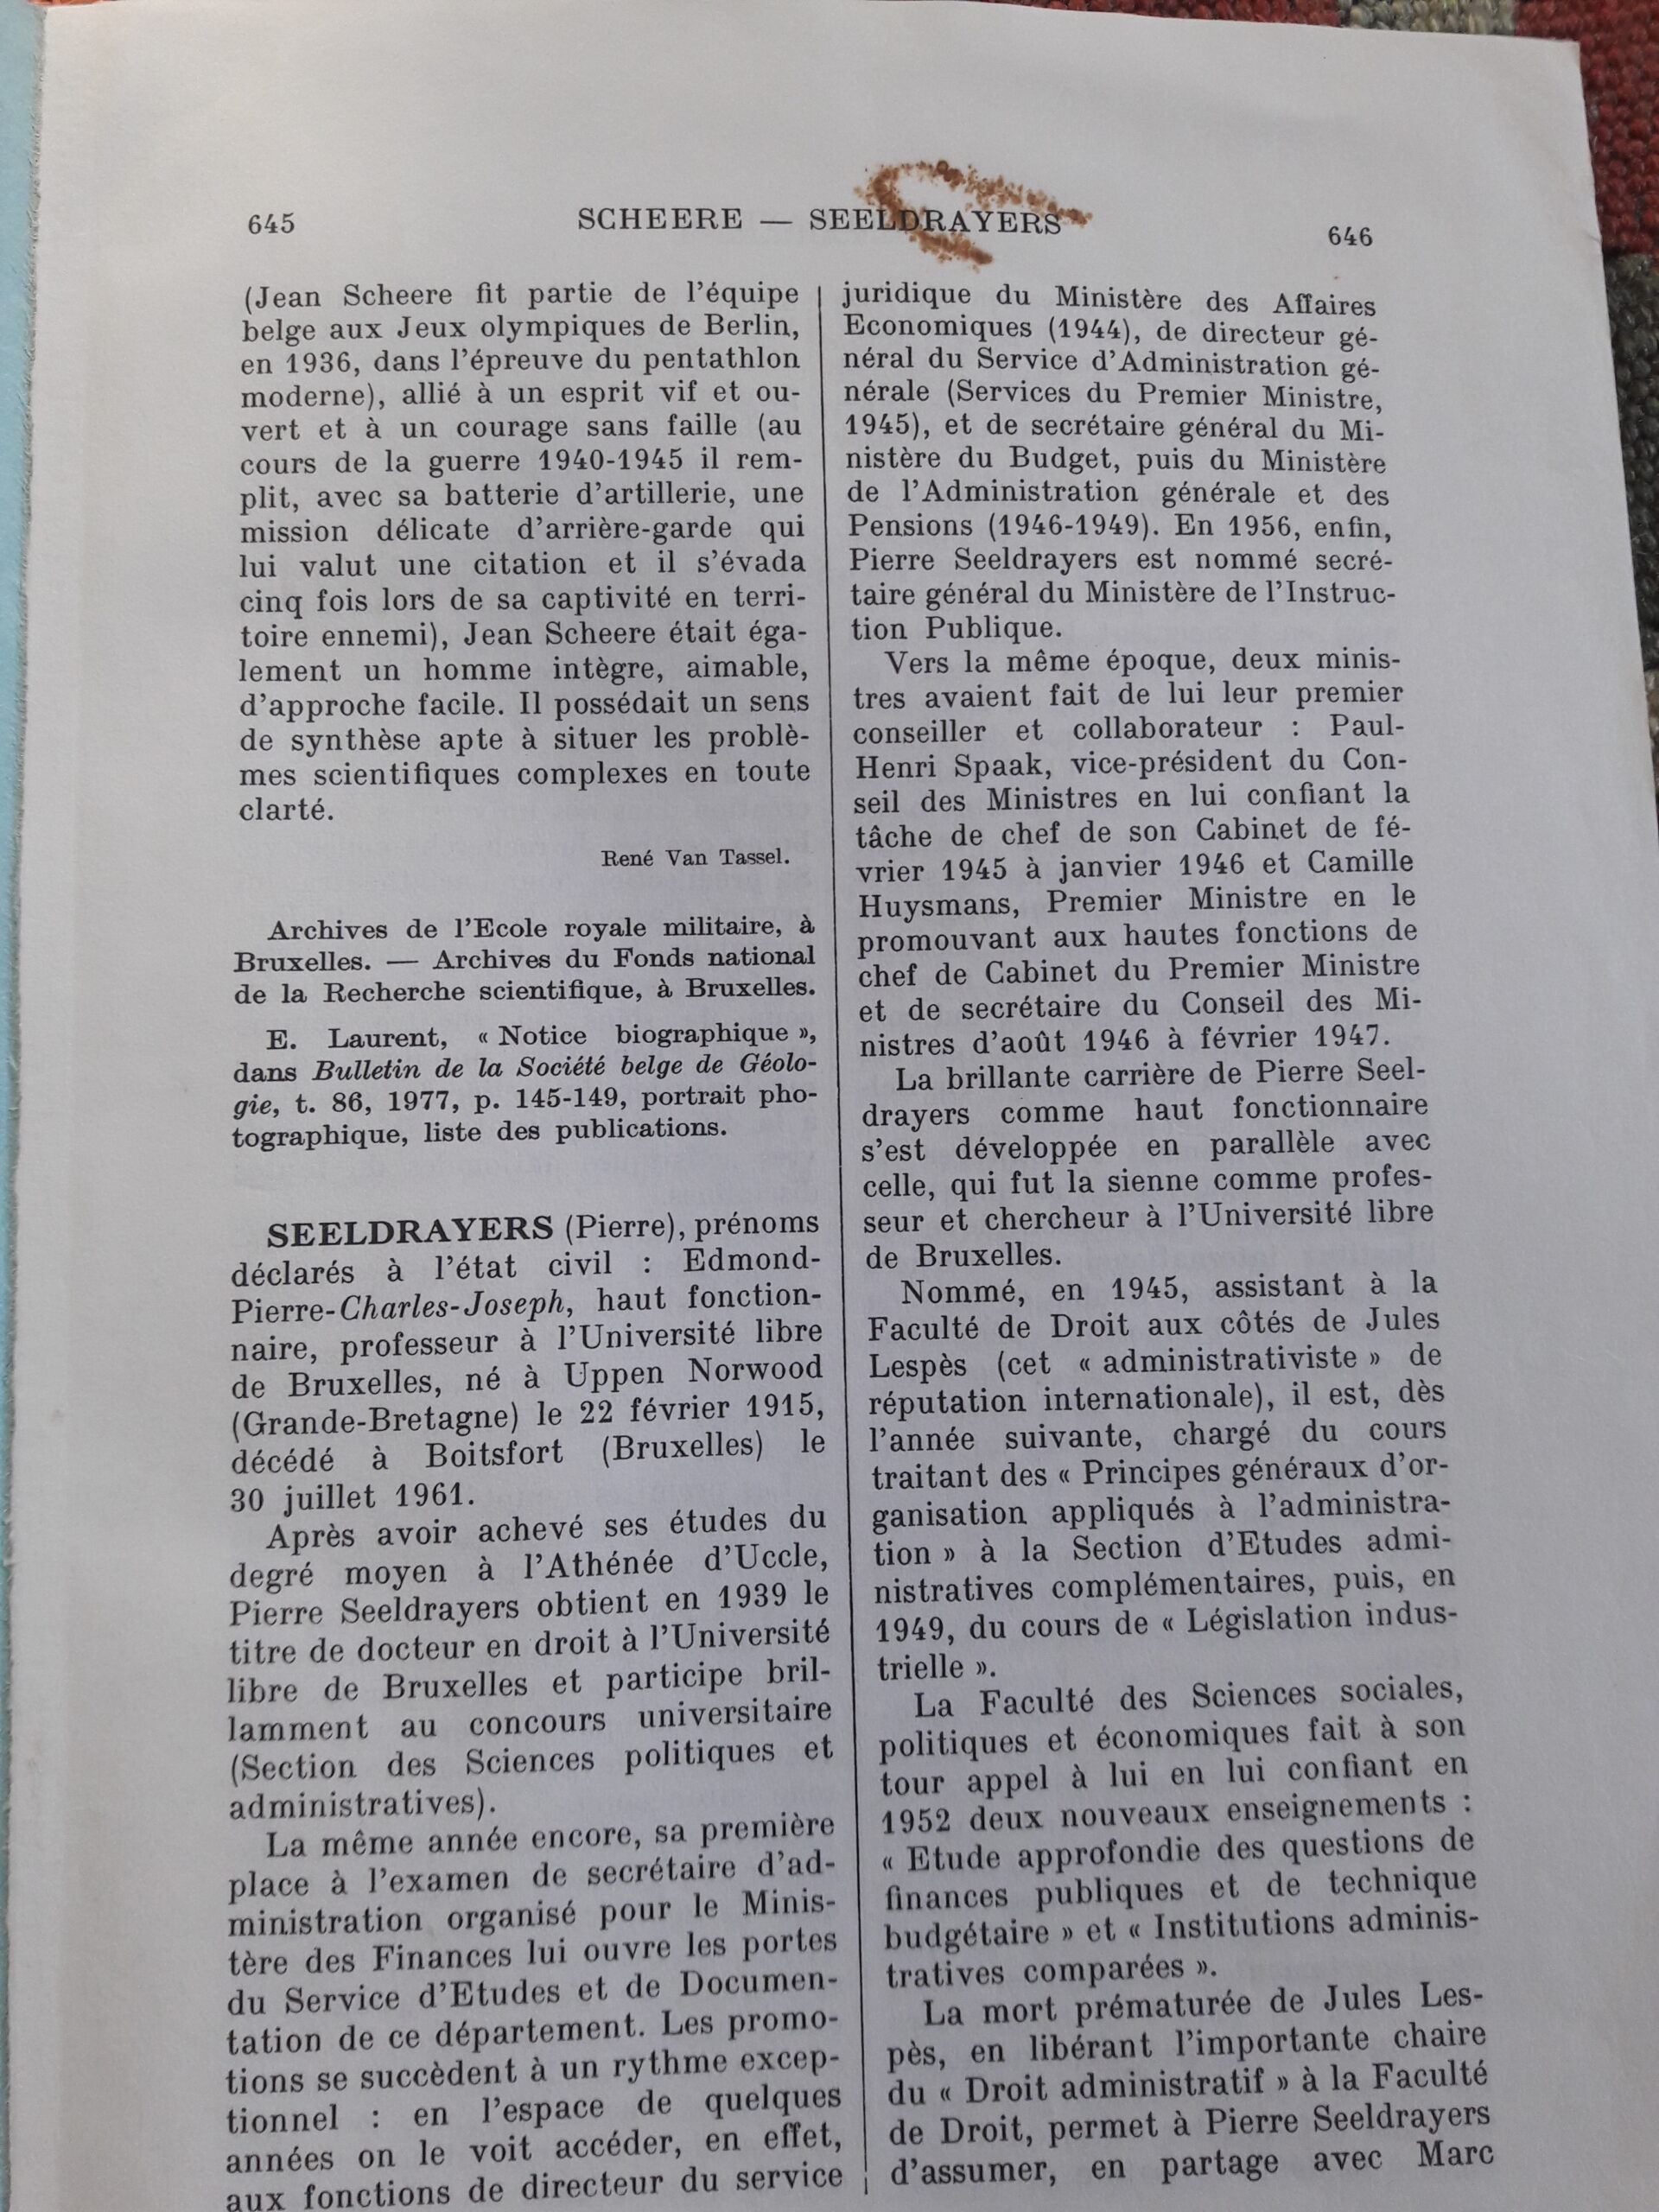 645
SCHEERE — SEELDRAYERS
646
(Jean Scheere fit partie de l'équipe
belge aux Jeux olympiques de Berlin,
en 1936, dans l'épreuve du pentathlon
moderne), allié à un esprit vif et ou-
vert et à un courage sans faille (au
cours de la guerre 1940-1945 il rem-
plit, avec sa batterie d'artillerie, une
mission délicate d'arrière-garde qui
lui valut une citation et il s'évada
cinq fois lors de sa captivité en terri-
toire ennemi), Jean Scheere était éga-
lement un homme intègre, aimable,
d'approche facile. Il possédait un sens
de synthèse apte à situer les problè-
mes scientifiques complexes en toute
clarté.
René Van Tassel.
Archives de l'Ecole royale militaire, à
Bruxelles. — Archives du Fonds national
de la Recherche scientifique, à Bruxelles.
E. Laurent, « Notice biographique »,
dans Bulletin de la Société belge de Géolo-
gie, t. 86, 1977, p. 145-149, portrait pho-
tographique, liste des publications.
SEELDRAYERS (Pierre), prénoms
déclarés à l'état civil : Edmond-
Pierre-Charles-Joseph, haut fonction-
naire, professeur à l'Université libre
de Bruxelles, né à Uppen Norwood
(Grande-Bretagne) le 22 février 1915,
décédé à Boitsfort (Bruxelles) le
30 juillet 1961.
Après avoir achevé ses études du
degré moyen à l'Athénée d'Uccle,
Pierre Seeldrayers obtient en 1939 le
titre de docteur en droit à l'Université
libre de Bruxelles et participe bril-
lamment au concours universitaire
(Section des Sciences politiques et
administratives).
La même année encore, sa première
place à l'examen de secrétaire d'ad-
ministration organisé pour le Minis-
tère des Finances lui ouvre les portes
du Service d'Etudes et de Documen-
tation de ce département. Les promo-
tions se succèdent à un rythme excep-
tionnel : en l'espace de quelques
années on le voit accéder, en effet,
aux fonctions de directeur du service
juridique du Ministère des Affaires
Economiques (1944), de directeur gé-
néral du Service d'Administration gé-
nérale (Services du Premier Ministre,
1945), et de secrétaire général du Mi-
nistère du Budget, puis du Ministère
de l'Administration générale et des
Pensions (1946-1949). En 1956, enfin,
Pierre Seeldrayers est nommé secré-
taire général du Ministère de l'Instruc-
tion Publique.
Vers la même époque, deux minis-
tres avaient fait de lui leur premier
conseiller et collaborateur : Paul-
Henri Spaak, vice-président du Con-
seil des Ministres en lui confiant la
tâche de chef de son Cabinet de fé-
vrier 1945 à janvier 1946 et Camille
Huysmans, Premier Ministre en le
promouvant aux hautes fonctions de
chef de Cabinet du Premier Ministre
et de secrétaire du Conseil des Mi-
nistres d'août 1946 à février 1947.
La brillante carrière de Pierre Seel-
drayers comme haut fonctionnaire
s'est développée en parallèle avec
celle, qui fut la sienne comme profes-
seur et chercheur à l'Université libre
de Bruxelles.
Nommé, en 1945, assistant à la
Faculté de Droit aux côtés de Jules
Lespès (cet « administrativiste » de
réputation internationale), il est, dès
l'année suivante, chargé du cours
traitant des « Principes généraux d'or-
ganisation appliqués à l'administra-
tion » à la Section d'Etudes admi-
nistratives complémentaires, puis, en
1949, du cours de « Législation indus-
trielle ».
La Faculté des Sciences sociales,
politiques et économiques fait à son
tour appel à lui en lui confiant en
1952 deux nouveaux enseignements :
« Etude approfondie des questions de
finances publiques et de technique
budgétaire » et « Institutions adminis-
tratives comparées ».
La mort prématurée de Jules Les-
pès, en libérant l'importante chaire
du « Droit administratif » à la Faculté
de Droit, permet à Pierre Seeldrayers
d'assumer, en partage avec Marc